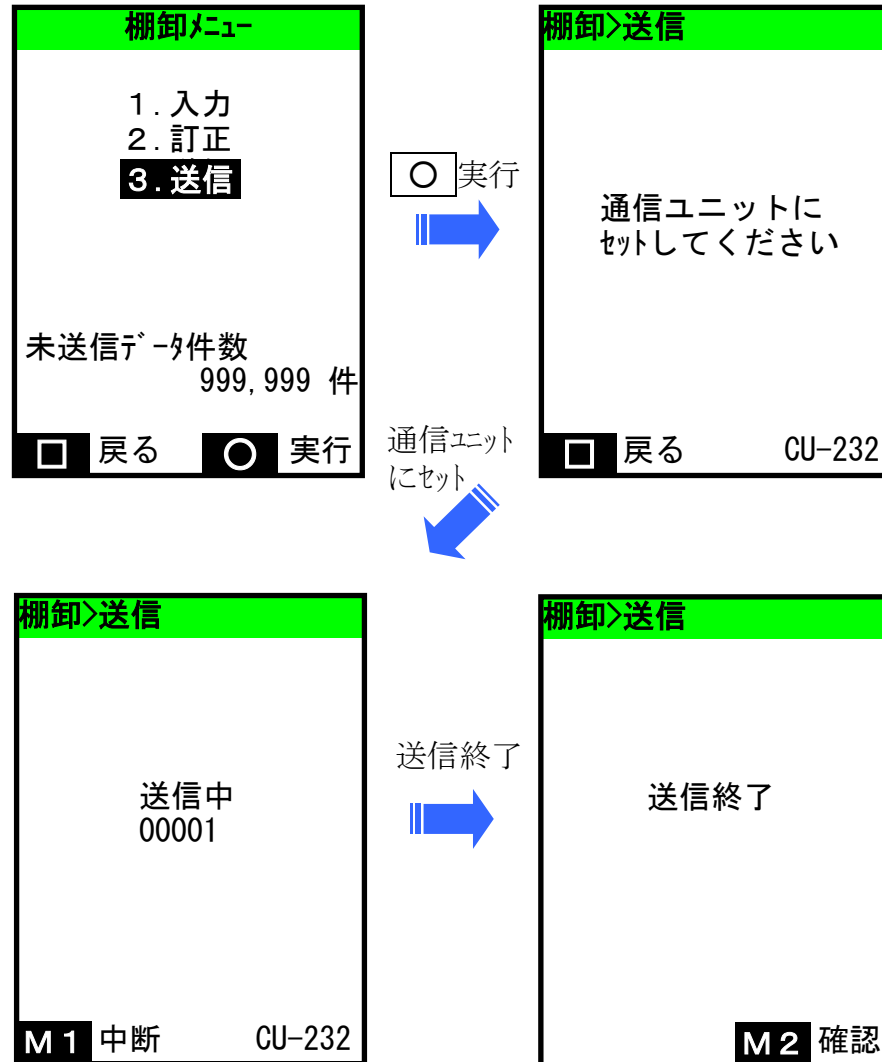 棚卸ﾒﾆｭｰ
１.入力
２.訂正
３.送信
未送信ﾃﾞｰﾀ件数
999,999 件
□ 戻る ○ 実行
○ 実行
棚卸>送信
通信ユニットに
ｾｯﾄしてください
□ 戻る CU-232
通信ﾕﾆｯﾄ
にｾｯﾄ
棚卸>送信
送信中
00001
Ｍ１ 中断 CU-232
送信終了
棚卸>送信
送信終了
Ｍ２ 確認